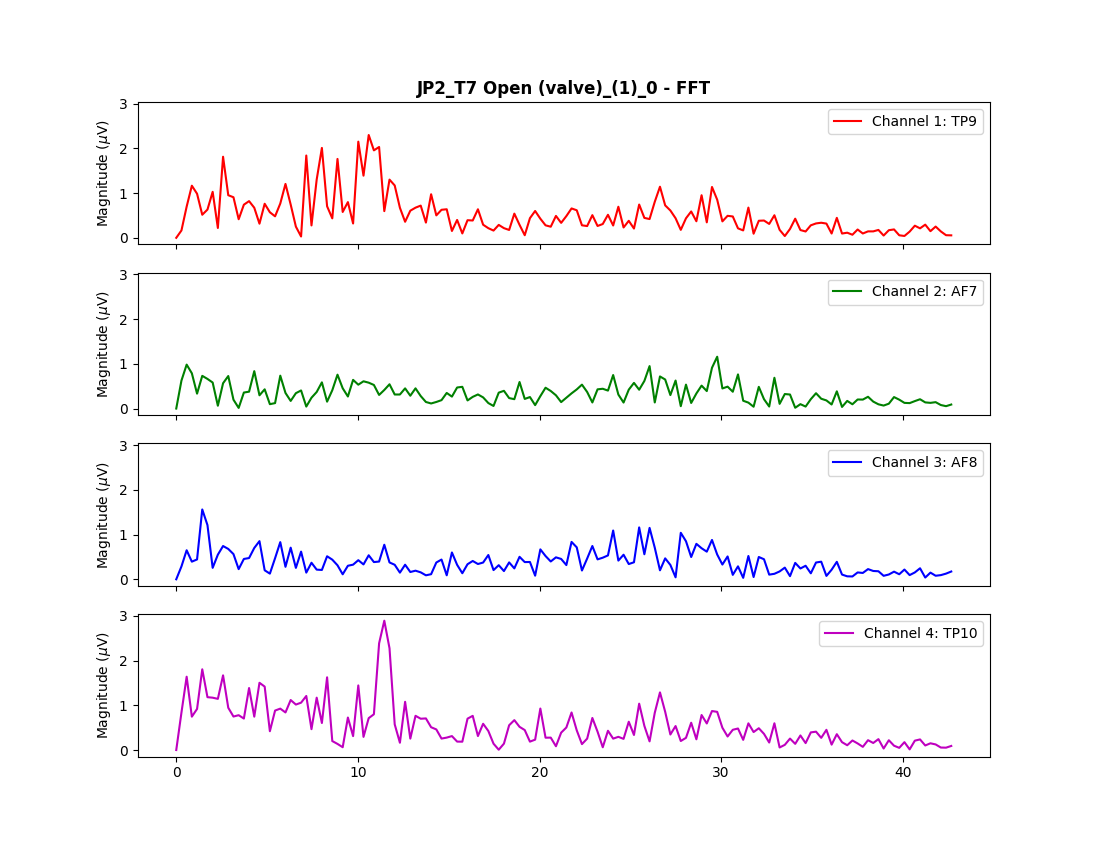 JP2_T7 Open (valve)_(1)_0 - FFT
3
2
1
0
Magnitude (μV)
Channel 1: TP9
3
2
1
0
Magnitude (μV)
Channel 2: AF7
3
2
1
0
Magnitude (μV)
Channel 3: AF8
3
2
1
0
Magnitude (μV)
Channel 4: TP10
0 10 20 30 40